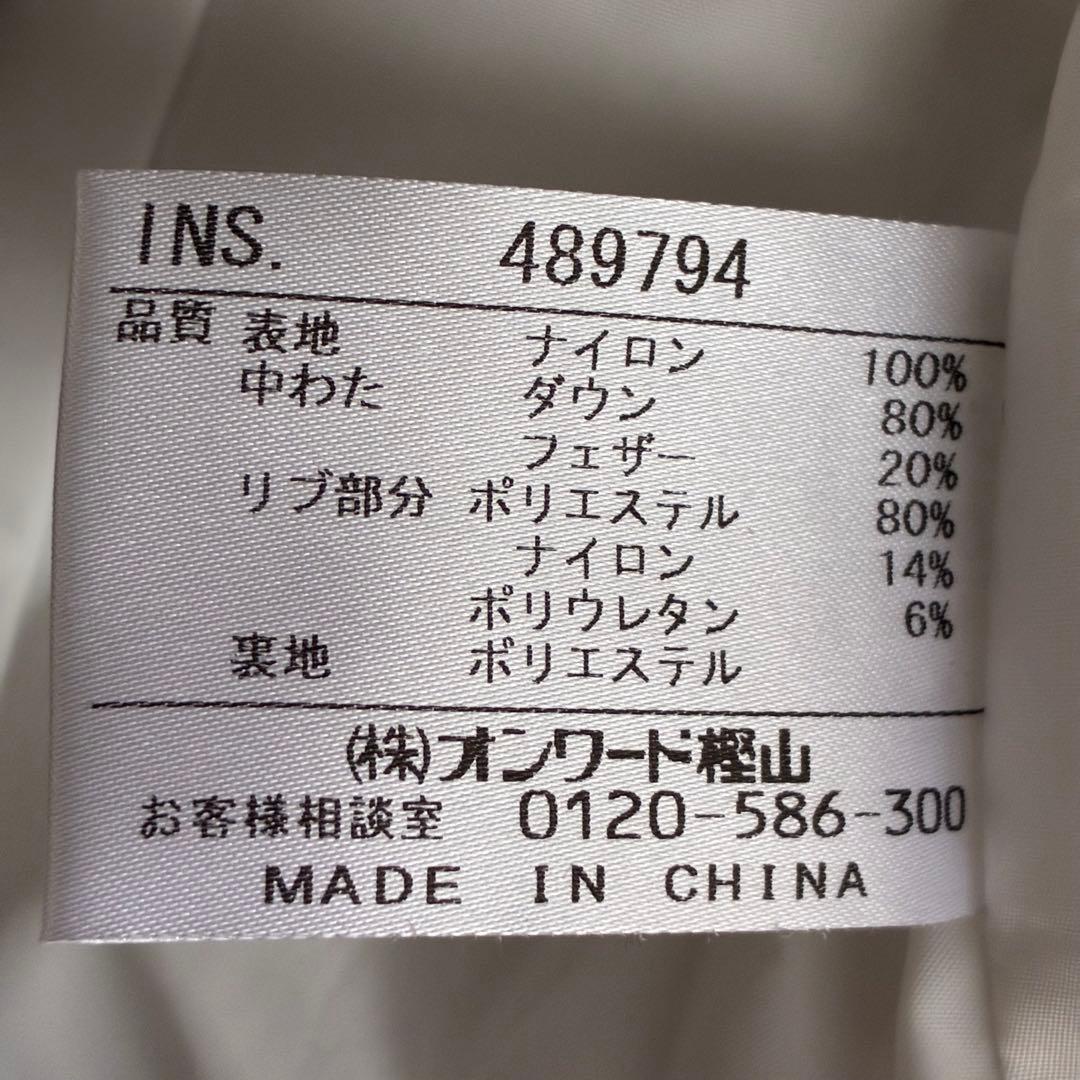 INS. 489794
品質 表地 ナイロン 100%
中わた ダウン 80%
フェザー 20%
リブ部分 ポリエステル 80%
ナイロン 14%
ポリウレタン 6%
裏地 ポリエステル
(株)オンワード樫山
お客様相談室 0120-586-300
MADE IN CHINA